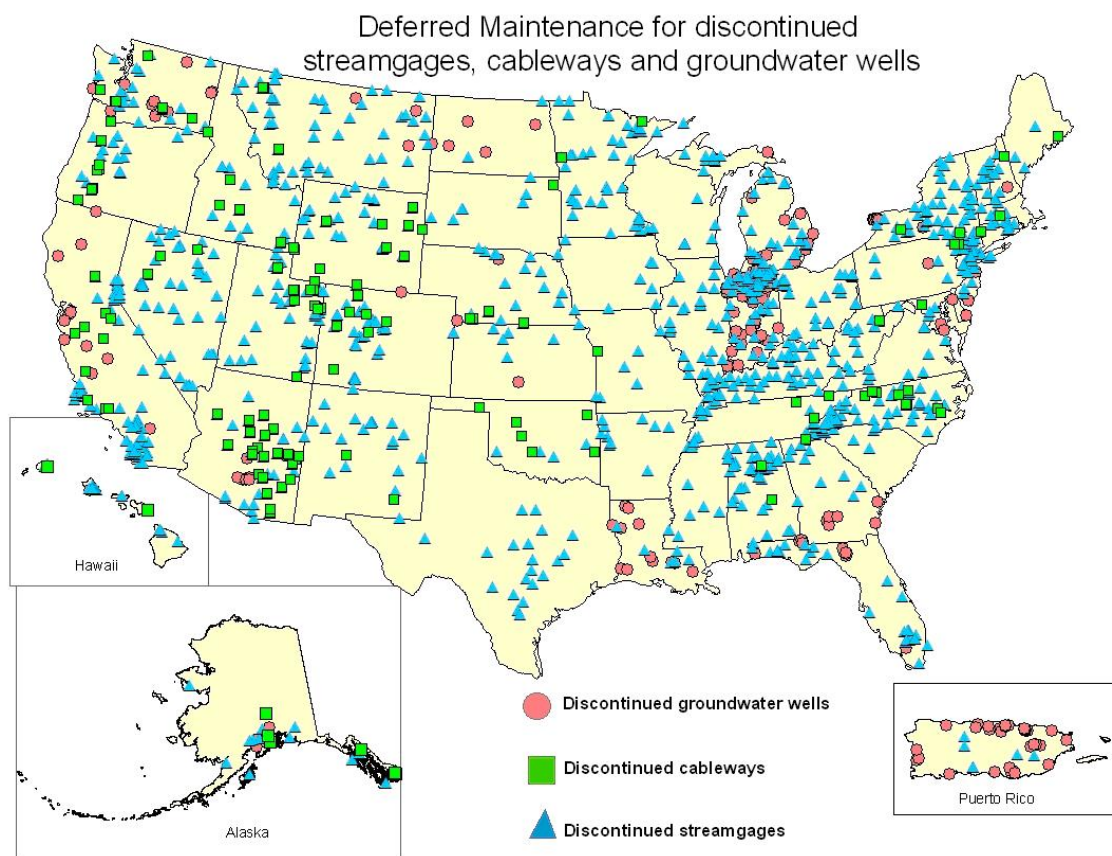 Deferred Maintenance for discontinued
streamgages, cableways and groundwater wells
Hawaii
Alaska
Discontinued groundwater wells
Discontinued cableways
Discontinued streamgages
Puerto Rico